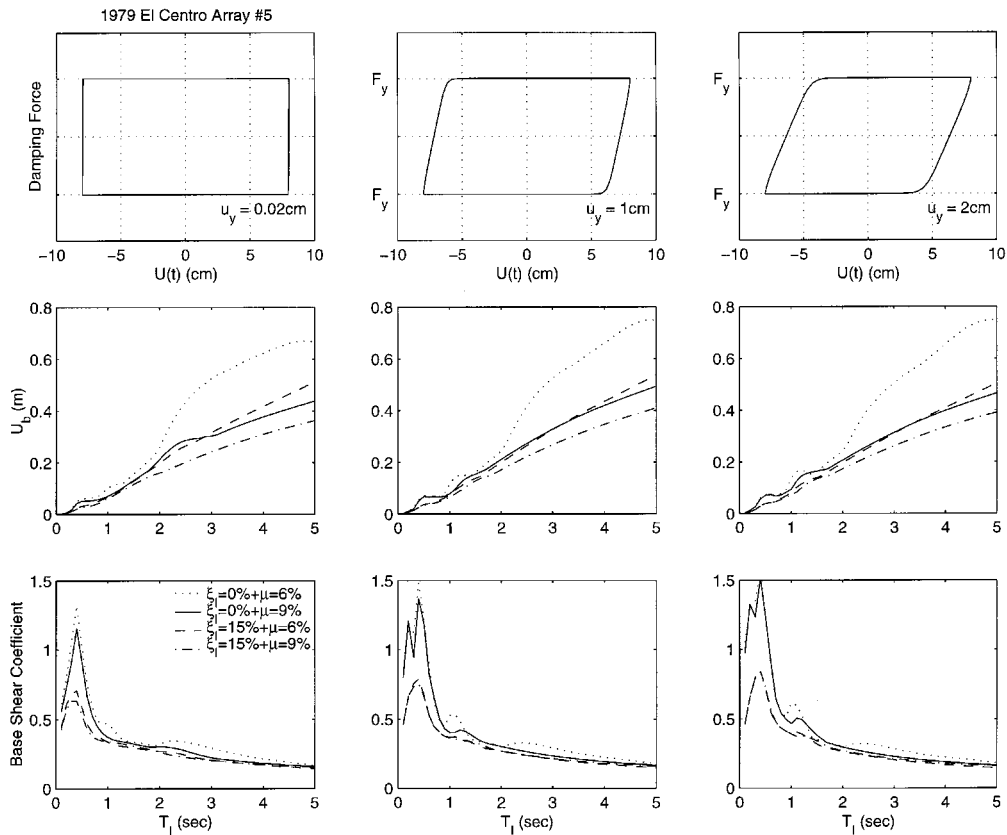 1979 El Centro Array #5
Damping Force
u_y = 0.02cm
−10 −5 0 5 10
U(t) (cm)
F_y
F_y
u_y = 1cm
−10 −5 0 5 10
U(t) (cm)
F_y
F_y
u_y = 2cm
−10 −5 0 5 10
U(t) (cm)
U_b (m)
0.8
0.6
0.4
0.2
0
0 1 2 3 4 5
0.8
0.6
0.4
0.2
0
0 1 2 3 4 5
0.8
0.6
0.4
0.2
0
0 1 2 3 4 5
Base Shear Coefficient
1.5
1
0.5
0
ξ_I=0%+μ=6%
ξ_I=0%+μ=9%
ξ_I=15%+μ=6%
ξ_I=15%+μ=9%
0 1 2 3 4 5
T_I (sec)
1.5
1
0.5
0
0 1 2 3 4 5
T_I (sec)
1.5
1
0.5
0
0 1 2 3 4 5
T_I (sec)